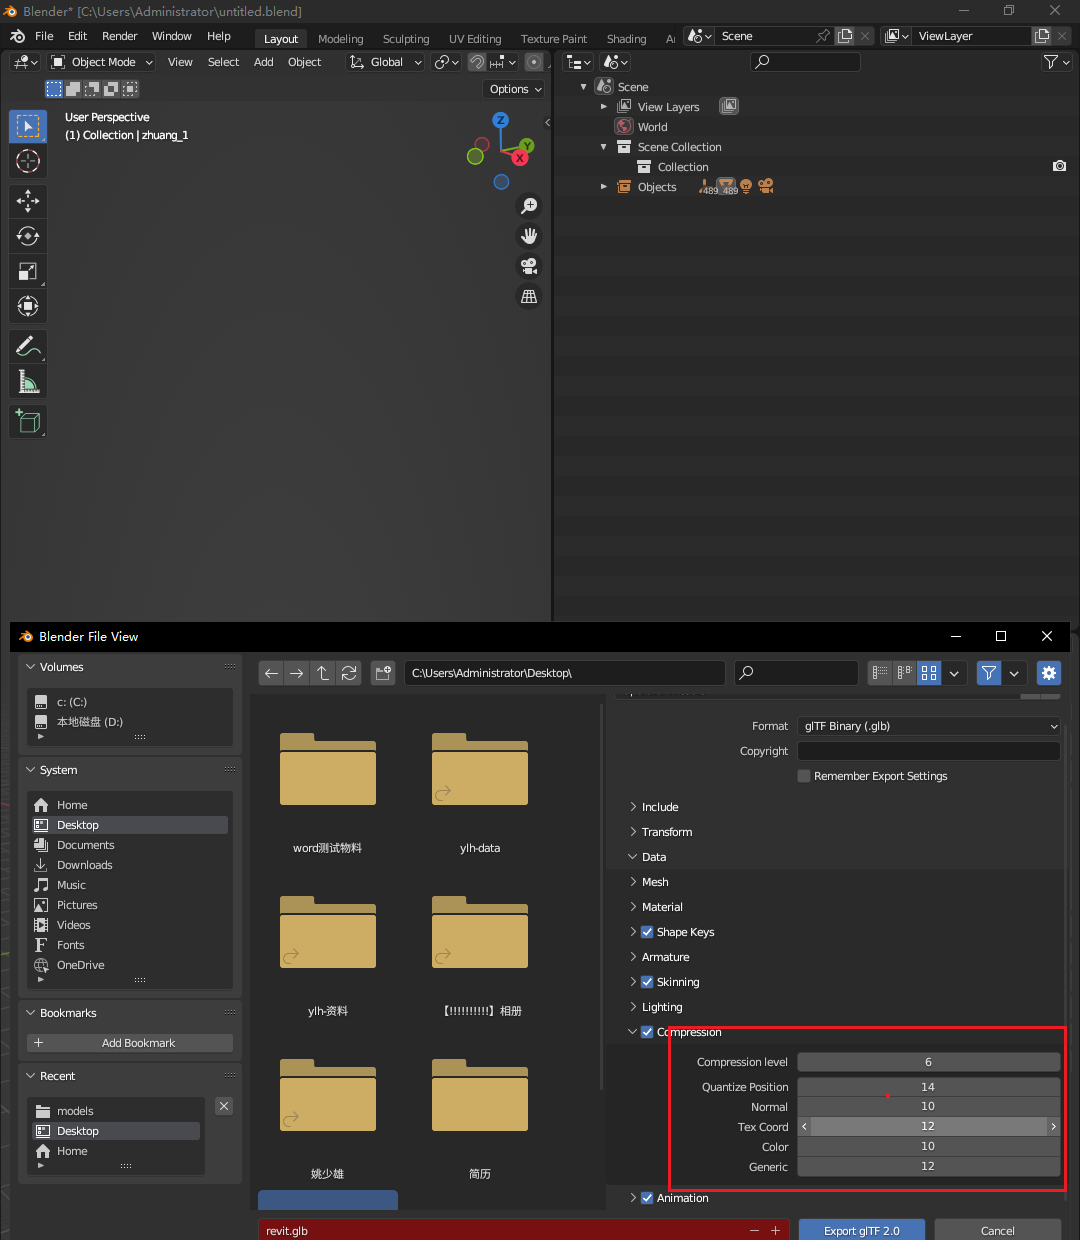 Blender* [C:\Users\Administrator\untitled.blend]
File Edit Render Window Help Layout Modeling Sculpting UV Editing Texture Paint Shading Scene ViewLayer
Object Mode View Select Add Object Global
Options
User Perspective
(1) Collection | zhuang_1
Z
Y
X
Scene
View Layers
World
Scene Collection
Collection
Objects 489 489
Blender File View
Volumes
c: (C:)
本地磁盘 (D:)
System
Home
Desktop
Documents
Downloads
Music
Pictures
Videos
Fonts
OneDrive
Bookmarks
Add Bookmark
Recent
models
Desktop
Home
C:\Users\Administrator\Desktop\
word测试物料
ylh-data
ylh-资料
【!!!!!!!!!!】相册
姚少雄
简历
Format glTF Binary (.glb)
Copyright
Remember Export Settings
Include
Transform
Data
Mesh
Material
Shape Keys
Armature
Skinning
Lighting
Compression
Compression level 6
Quantize Position 14
Normal 10
Tex Coord 12
Color 10
Generic 12
Animation
revit.glb
Export glTF 2.0
Cancel